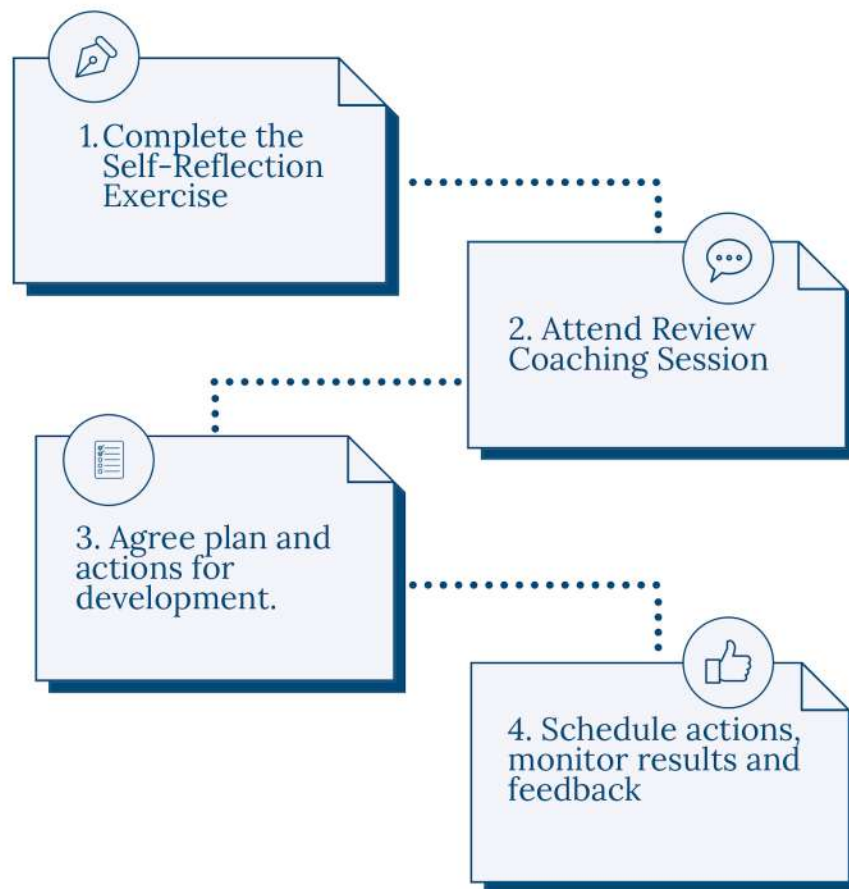 1. Complete the
Self-Reflection
Exercise
2. Attend Review
Coaching Session
3. Agree plan and
actions for
development.
4. Schedule actions,
monitor results and
feedback